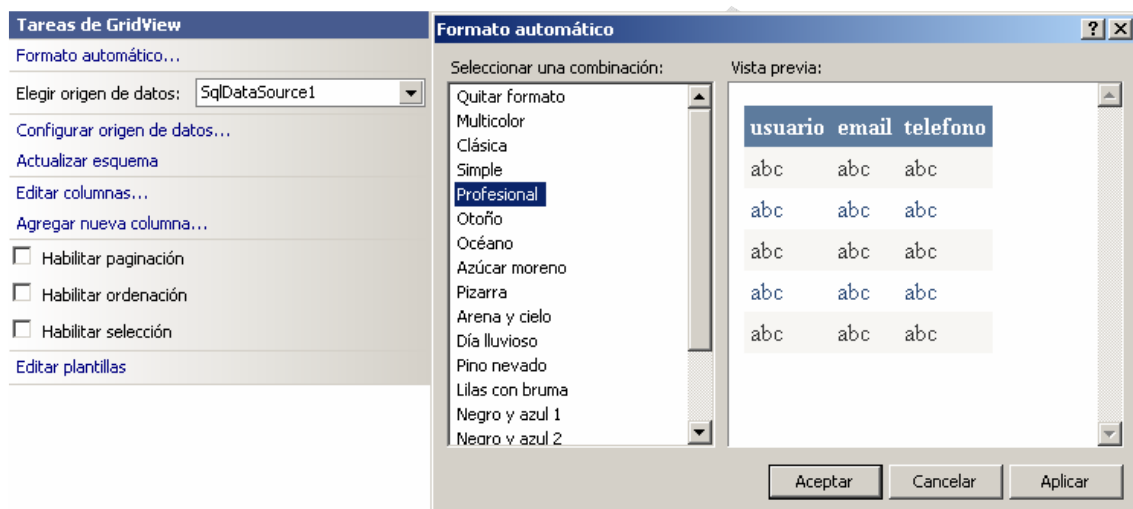 Tareas de GridView
Formato automático...
Elegir origen de datos: SqlDataSource1
Configurar origen de datos...
Actualizar esquema
Editar columnas...
Agregar nueva columna...
Habilitar paginación
Habilitar ordenación
Habilitar selección
Editar plantillas
Formato automático
Seleccionar una combinación:
Quitar formato
Multicolor
Clásica
Simple
Profesional
Otoño
Océano
Azúcar moreno
Pizarra
Arena y cielo
Día lluvioso
Pino nevado
Lilas con bruma
Negro y azul 1
Negro y azul 2
Vista previa:
usuario email telefono
abc abc abc
abc abc abc
abc abc abc
abc abc abc
abc abc abc
Aceptar Cancelar Aplicar